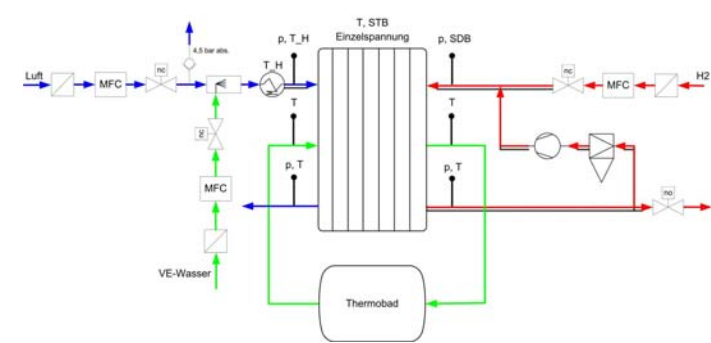 T, STB
Einzelspannung
4,5 bar abs.
p, T_H
p, SDB
nc
T_H
nc
Luft
MFC
MFC
H2
T
T
nc
p, T
p, T
MFC
no
VE-Wasser
Thermobad